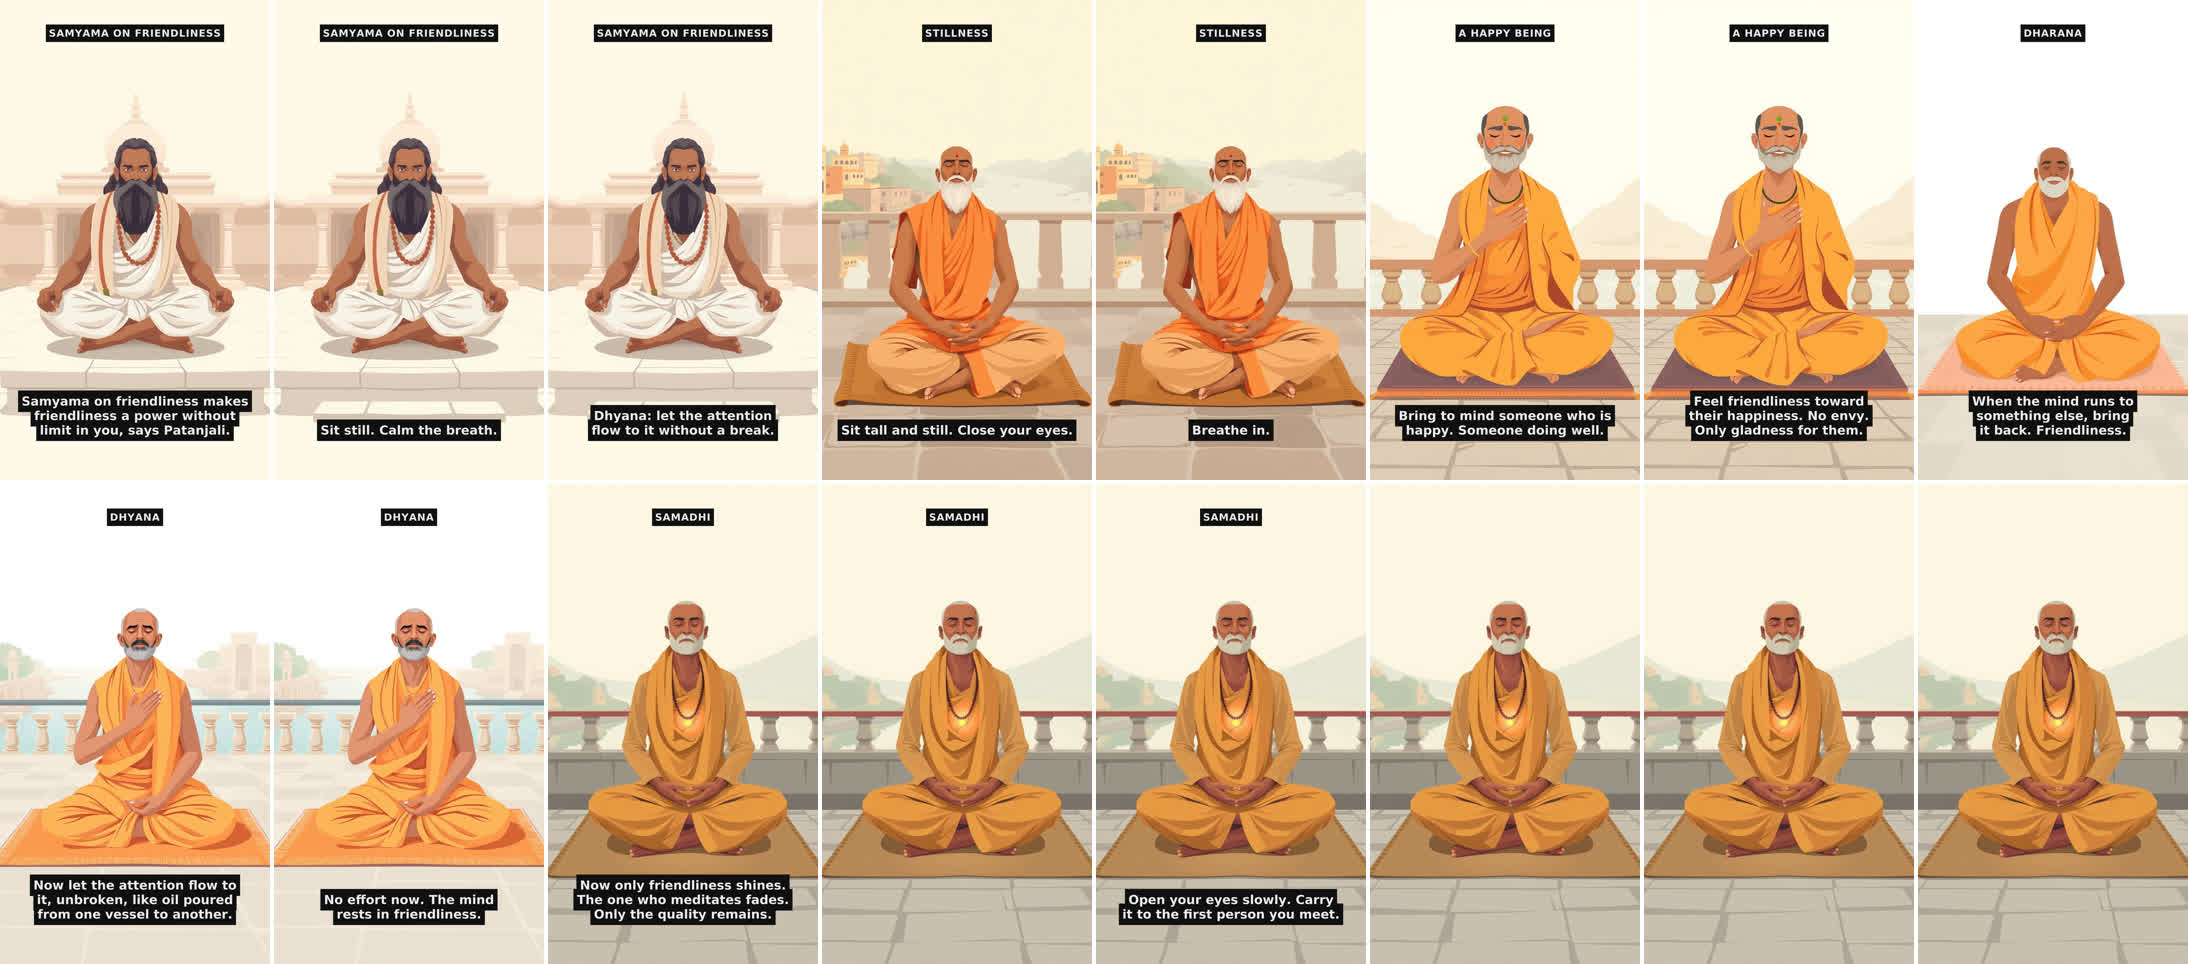 SAMYAMA ON FRIENDLINESS
Samyama on friendliness makes
friendliness a power without
limit in you, says Patanjali.
SAMYAMA ON FRIENDLINESS
Sit still. Calm the breath.
SAMYAMA ON FRIENDLINESS
Dhyana: let the attention
flow to it without a break.
STILLNESS
Sit tall and still. Close your eyes.
STILLNESS
Breathe in.
A HAPPY BEING
Bring to mind someone who is
happy. Someone doing well.
A HAPPY BEING
Feel friendliness toward
their happiness. No envy.
Only gladness for them.
DHARANA
When the mind runs to
something else, bring
it back. Friendliness.
DHYANA
Now let the attention flow to
it, unbroken, like oil poured
from one vessel to another.
DHYANA
No effort now. The mind
rests in friendliness.
SAMADHI
Now only friendliness shines.
The one who meditates fades.
Only the quality remains.
SAMADHI
SAMADHI
Open your eyes slowly. Carry
it to the first person you meet.